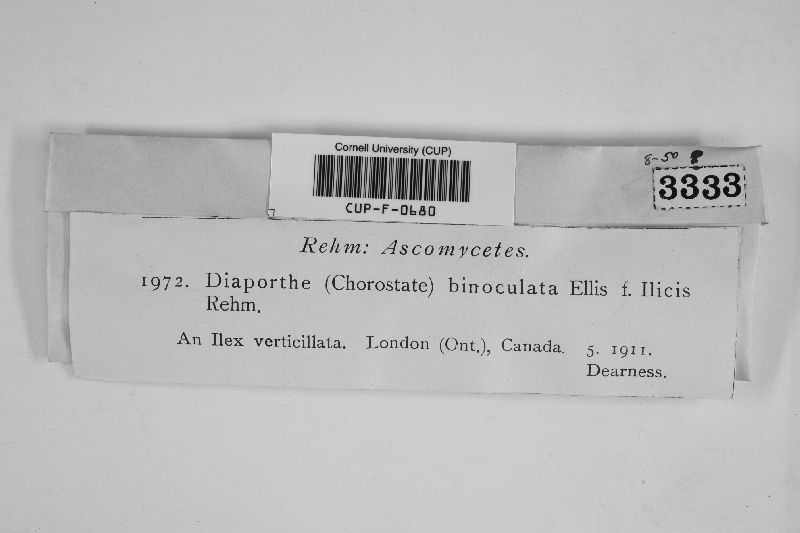 Cornell University (CUP)
CUP-F-0680
8-50
3333
Rehm: Ascomycetes.
1972. Diaporthe (Chorostate) binoculata Ellis f. Ilicis
Rehm.
An Ilex verticillata. London (Ont.), Canada. 5. 1911.
Dearness.